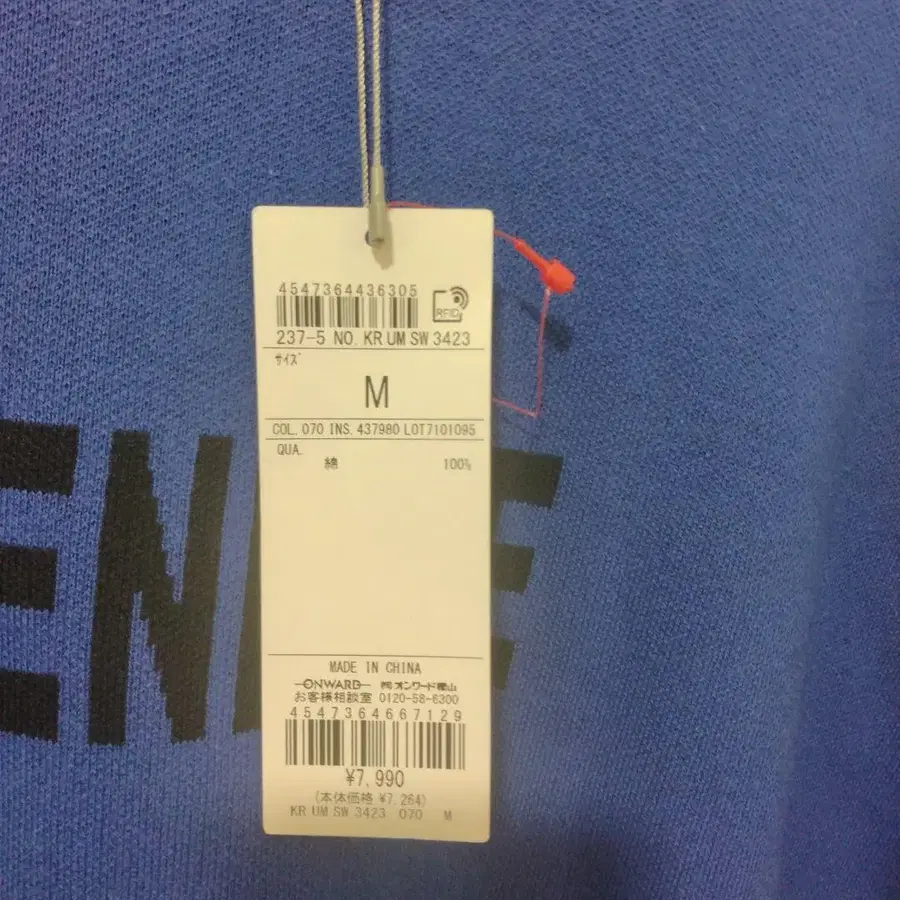 4547364436305
RFID
237-5 NO. KR UM SW 3423
サイズ
M
COL. 070 INS. 437980 LOT7101095
QUA.
綿 100%
MADE IN CHINA
ONWARD ㈱オンワード樫山
お客様相談室 0120-58-6300
4547364667129
¥7,990
(本体価格 ¥7,264)
KR UM SW 3423 070 M